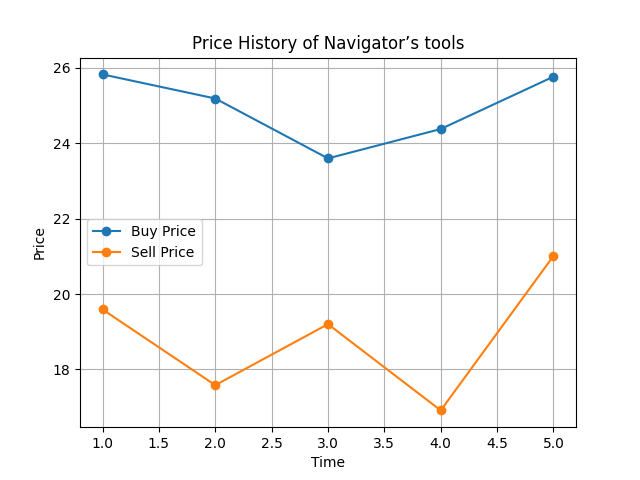 Price History of Navigator’s tools
26
24
22
20
18
Price
Buy Price
Sell Price
1.0 1.5 2.0 2.5 3.0 3.5 4.0 4.5 5.0
Time